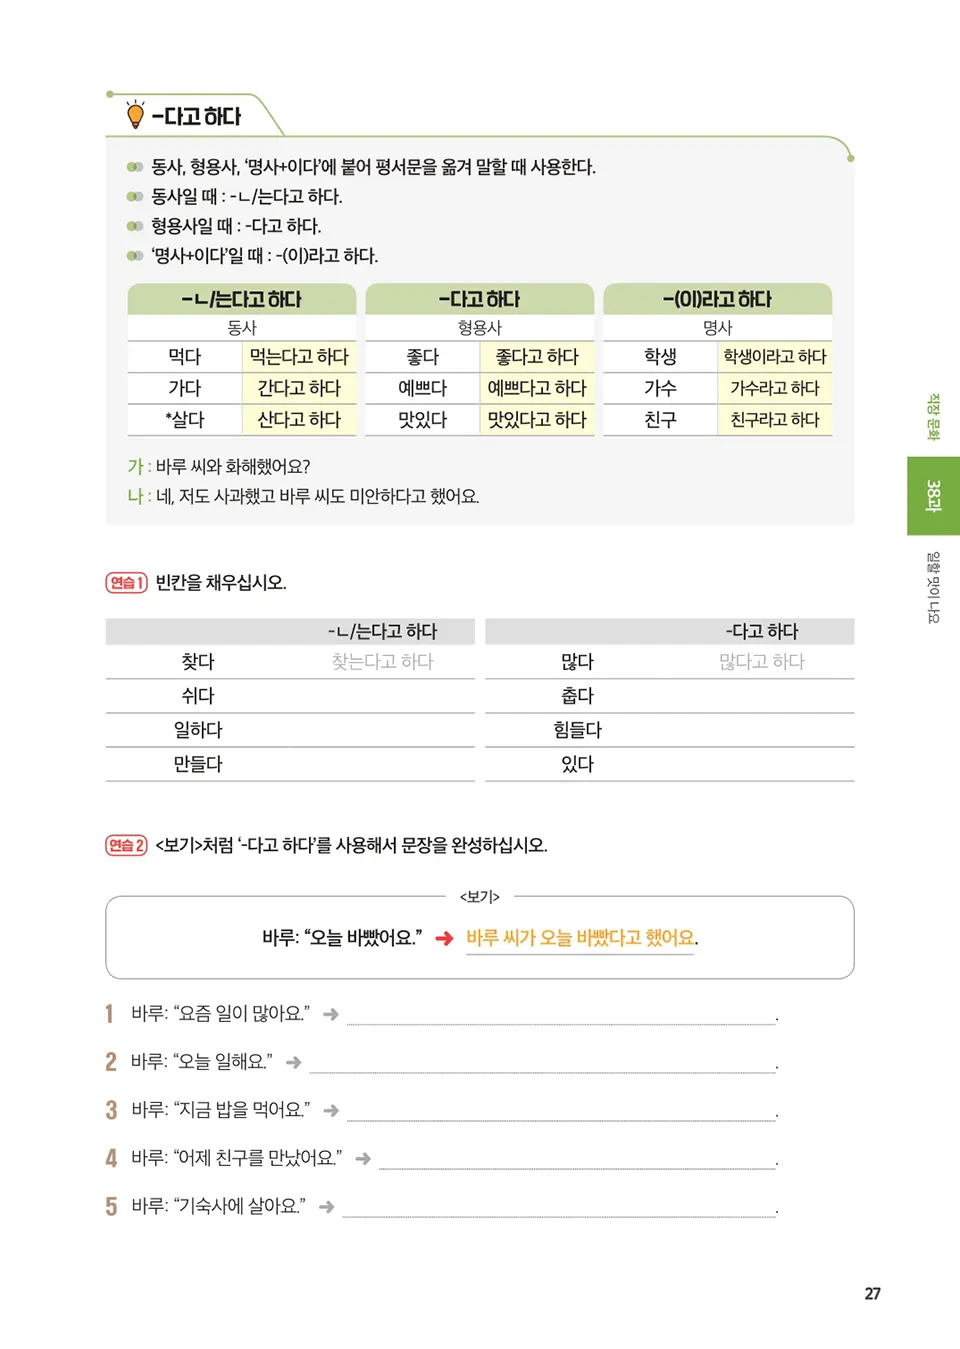 -다고 하다
동사, 형용사, ‘명사+이다’에 붙어 평서문을 옮겨 말할 때 사용한다.
동사일 때 : -ㄴ/는다고 하다.
형용사일 때 : -다고 하다.
‘명사+이다’일 때 : -(이)라고 하다.
-ㄴ/는다고 하다 -다고 하다 -(이)라고 하다
동사 형용사 명사
먹다 먹는다고 하다 좋다 좋다고 하다 학생 학생이라고 하다
가다 간다고 하다 예쁘다 예쁘다고 하다 가수 가수라고 하다
*살다 산다고 하다 맛있다 맛있다고 하다 친구 친구라고 하다
가 : 바루 씨와 화해했어요?
나 : 네, 저도 사과했고 바루 씨도 미안하다고 했어요.
연습 1 빈칸을 채우십시오.
-ㄴ/는다고 하다 -다고 하다
찾다 찾는다고 하다 많다 많다고 하다
쉬다 춥다
일하다 힘들다
만들다 있다
연습 2 <보기>처럼 ‘-다고 하다’를 사용해서 문장을 완성하십시오.
<보기>
바루: “오늘 바빴어요.” ➜ 바루 씨가 오늘 바빴다고 했어요.
1 바루: “요즘 일이 많아요.” ➜ .
2 바루: “오늘 일해요.” ➜ .
3 바루: “지금 밥을 먹어요.” ➜ .
4 바루: “어제 친구를 만났어요.” ➜ .
5 바루: “기숙사에 살아요.” ➜ .
직장 문화
38과
일할 맛이 나요
27